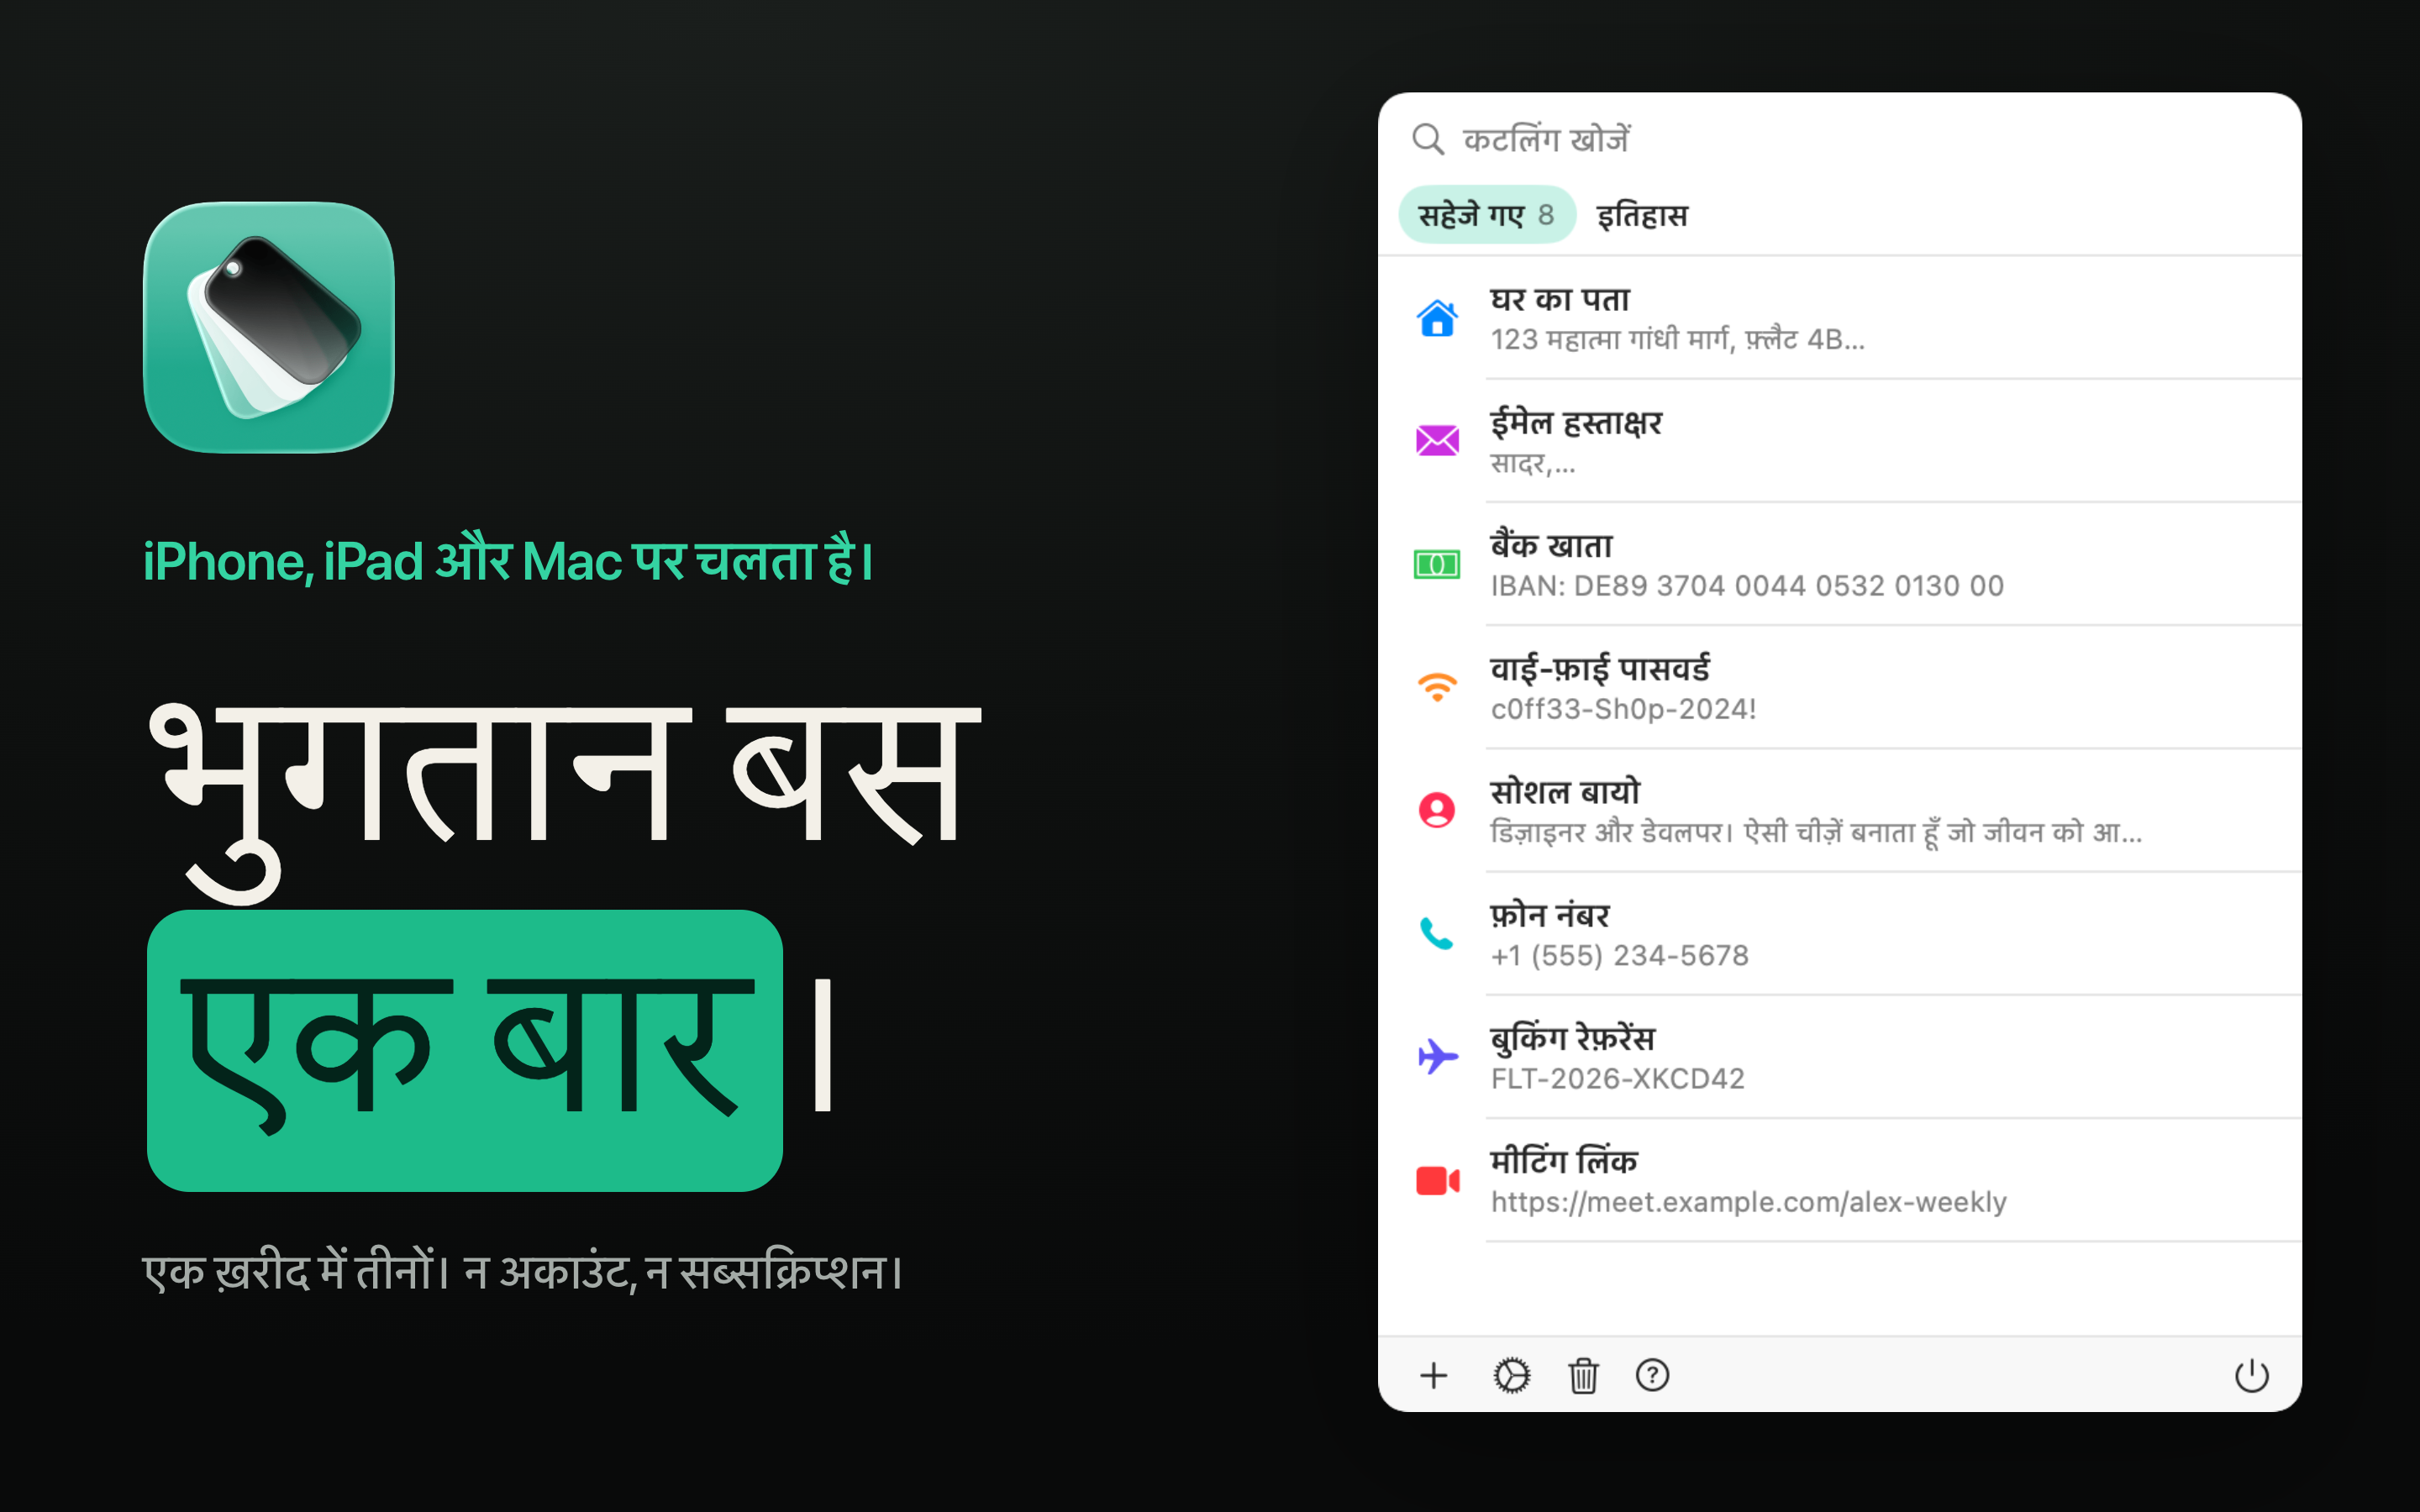 iPhone, iPad और Mac पर चलता है।
भुगतान बस
एक बार।
एक ख़रीद में तीनों। न अकाउंट, न सब्सक्रिप्शन।
कटलिंग खोजें
सहेजे गए 8 इतिहास
घर का पता
123 महात्मा गांधी मार्ग, फ़्लैट 4B...
ईमेल हस्ताक्षर
सादर,...
बैंक खाता
IBAN: DE89 3704 0044 0532 0130 00
वाई-फ़ाई पासवर्ड
c0ff33-Sh0p-2024!
सोशल बायो
डिज़ाइनर और डेवलपर। ऐसी चीज़ें बनाता हूँ जो जीवन को आ...
फ़ोन नंबर
+1 (555) 234-5678
बुकिंग रेफ़रेंस
FLT-2026-XKCD42
मीटिंग लिंक
https://meet.example.com/alex-weekly